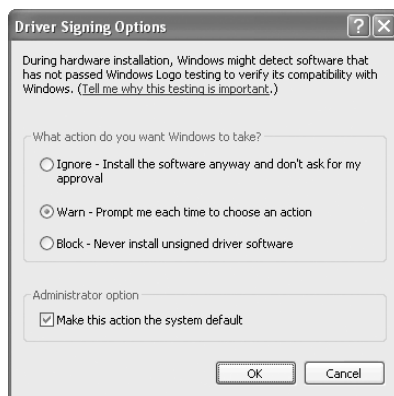 Driver Signing Options
During hardware installation, Windows might detect software that
has not passed Windows Logo testing to verify its compatibility with
Windows. (Tell me why this testing is important.)
What action do you want Windows to take?
Ignore - Install the software anyway and don't ask for my
approval
Warn - Prompt me each time to choose an action
Block - Never install unsigned driver software
Administrator option
Make this action the system default
OK Cancel